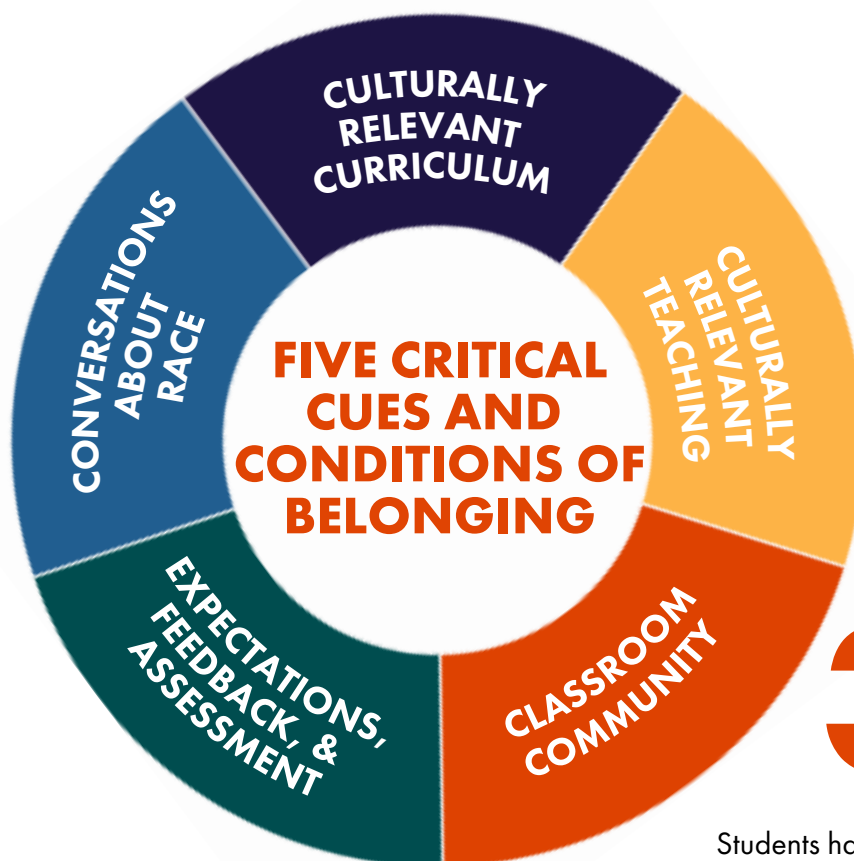 CULTURALLY
RELEVANT
CURRICULUM
CULTURALLY
RELEVANT
TEACHING
CLASSROOM
COMMUNITY
EXPECTATIONS,
FEEDBACK, &
ASSESSMENT
CONVERSATIONS
ABOUT
RACE
FIVE CRITICAL
CUES AND
CONDITIONS OF
BELONGING
Students